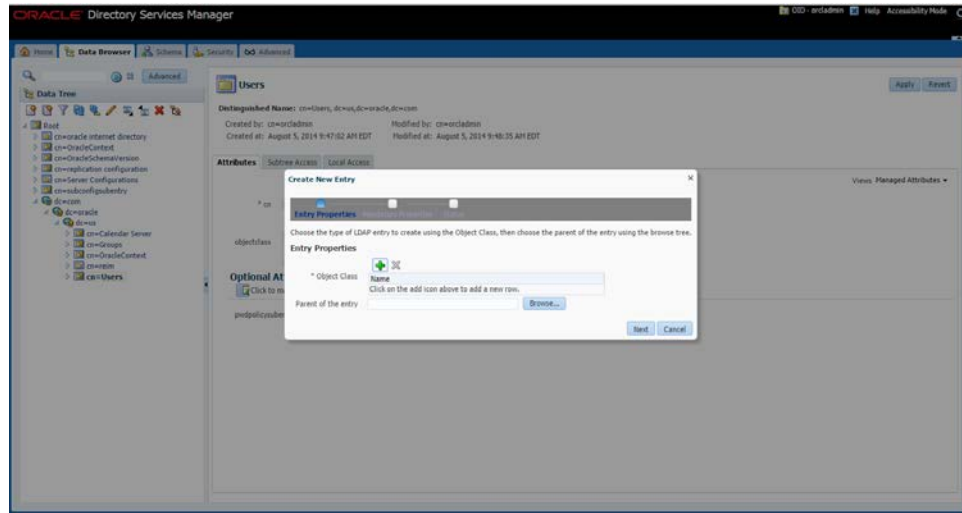 ORACLE Directory Services Manager
OID - orcladmin Help Accessibility Mode
Home Data Browser Schema Security Advanced
Advanced
Data Tree
Root
cn=oracle internet directory
cn=OracleContext
cn=OracleSchemaVersion
cn=replication configuration
cn=Server Configurations
cn=subconfigsubentry
dc=com
dc=oracle
dc=us
cn=Calendar Server
cn=Groups
cn=OracleContext
cn=Users
Users
Apply Revert
Distinguished Name: cn=Users, dc=us,dc=oracle,dc=com
Created by: cn=orcladmin Modified by: cn=orcladmin
Created at: August 5, 2014 9:47:02 AM EDT Modified at: August 5, 2014 9:48:35 AM EDT
Attributes Subtree Access Local Access
Views Managed Attributes
* cn
objectclass
Optional At
Click to m
pwdpolicysuber
Create New Entry
Entry Properties Mandatory Properties Status
Choose the type of LDAP entry to create using the Object Class, then choose the parent of the entry using the browse tree.
Entry Properties
* Object Class
Name
Click on the add icon above to add a new row.
Parent of the entry Browse...
Next Cancel